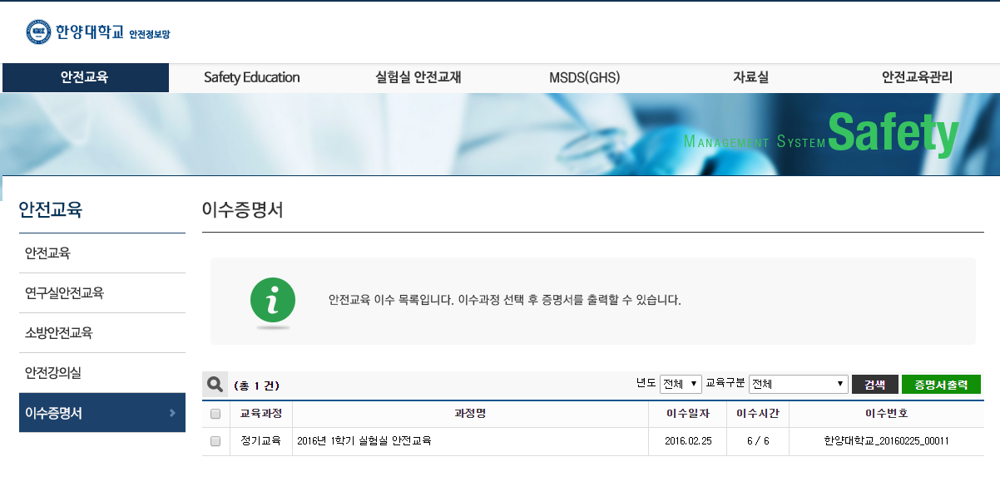 한양대학교 안전정보망
안전교육 Safety Education 실험실 안전교재 MSDS(GHS) 자료실 안전교육관리
MANAGEMENT SYSTEM Safety
안전교육
안전교육
연구실안전교육
소방안전교육
안전강의실
이수증명서
이수증명서
안전교육 이수 목록입니다. 이수과정 선택 후 증명서를 출력할 수 있습니다.
(총 1 건) 년도 전체 교육구분 전체 검색 증명서출력
교육과정 과정명 이수일자 이수시간 이수번호
정기교육 2016년 1학기 실험실 안전교육 2016.02.25 6 / 6 한양대학교_20160225_00011